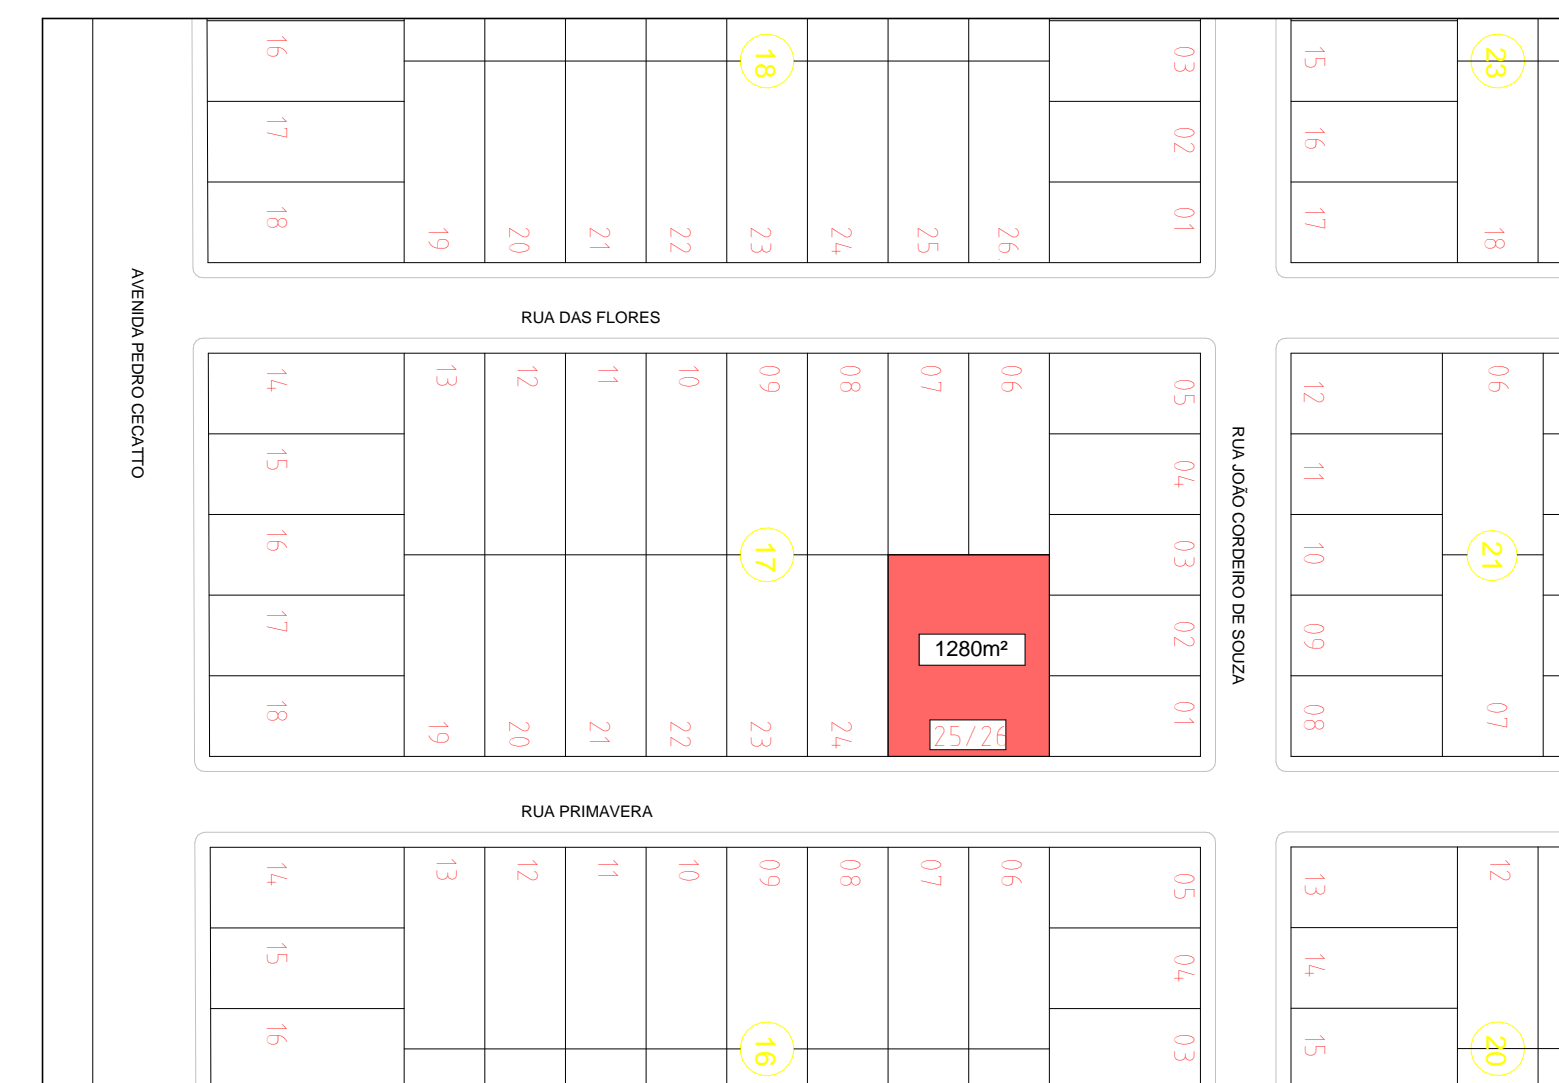 16 18 03 15 23
17 02 16
18 19 20 21 22 23 24 25 26 01 17 18
AVENIDA PEDRO CECATTO
RUA DAS FLORES
14 13 12 11 10 09 08 07 06 05 12 06
15 04 11
16 17 03 10 21
RUA JOÃO CORDEIRO DE SOUZA
17 1280m² 02 09
18 19 20 21 22 23 24 25/26 01 08 07
RUA PRIMAVERA
14 13 12 11 10 09 08 07 06 05 13 12
15 04 14
16 16 03 15 20